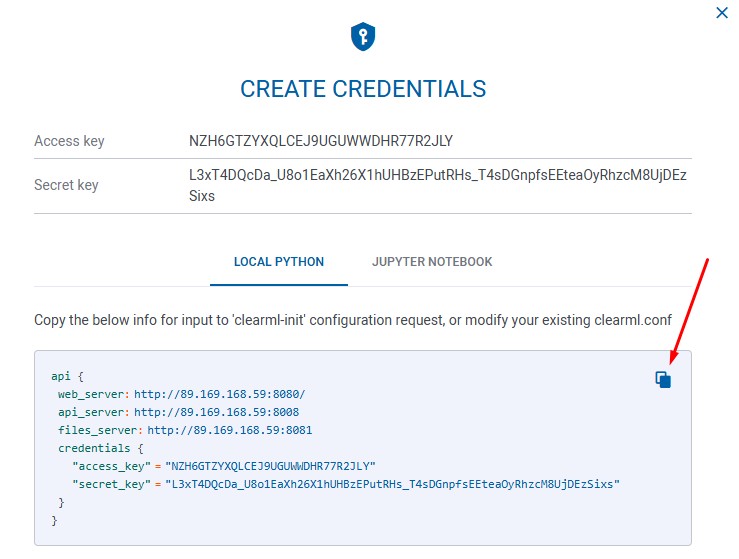 CREATE CREDENTIALS
Access key NZH6GTZYXQLCEJ9UGUWWDHR77R2JLY
Secret key L3xT4DQcDa_U8o1EaXh26X1hUHBzEPutRHs_T4sDGnpfsEEteaOyRhzcM8UjDEz
Sixs
LOCAL PYTHON JUPYTER NOTEBOOK
Copy the below info for input to 'clearml-init' configuration request, or modify your existing clearml.conf
api {
web_server: http://89.169.168.59:8080/
api_server: http://89.169.168.59:8008
files_server: http://89.169.168.59:8081
credentials {
"access_key" = "NZH6GTZYXQLCEJ9UGUWWDHR77R2JLY"
"secret_key" = "L3xT4DQcDa_U8o1EaXh26X1hUHBzEPutRHs_T4sDGnpfsEEteaOyRhzcM8UjDEzSixs"
}
}